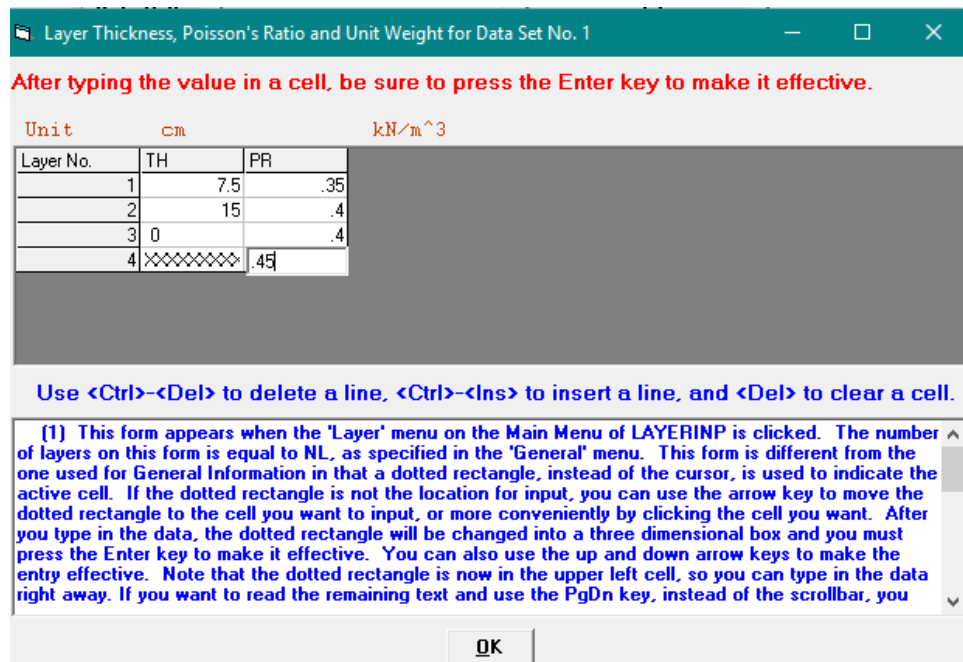 Layer Thickness, Poisson's Ratio and Unit Weight for Data Set No. 1
After typing the value in a cell, be sure to press the Enter key to make it effective.
Unit cm kN/m^3
Layer No. TH PR
1 7.5 .35
2 15 .4
3 0 .4
4 XXXXXXXX .45
Use <Ctrl>-<Del> to delete a line, <Ctrl>-<Ins> to insert a line, and <Del> to clear a cell.
(1) This form appears when the 'Layer' menu on the Main Menu of LAYERINP is clicked. The number
of layers on this form is equal to NL, as specified in the 'General' menu. This form is different from the
one used for General Information in that a dotted rectangle, instead of the cursor, is used to indicate the
active cell. If the dotted rectangle is not the location for input, you can use the arrow key to move the
dotted rectangle to the cell you want to input, or more conveniently by clicking the cell you want. After
you type in the data, the dotted rectangle will be changed into a three dimensional box and you must
press the Enter key to make it effective. You can also use the up and down arrow keys to make the
entry effective. Note that the dotted rectangle is now in the upper left cell, so you can type in the data
right away. If you want to read the remaining text and use the PgDn key, instead of the scrollbar, you
OK